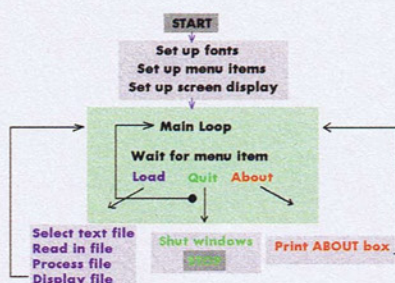 START
Set up fonts
Set up menu items
Set up screen display
Main Loop
Wait for menu item
Load Quit About
Select text file
Read in file
Process file
Display file
Shut windows
Print ABOUT box